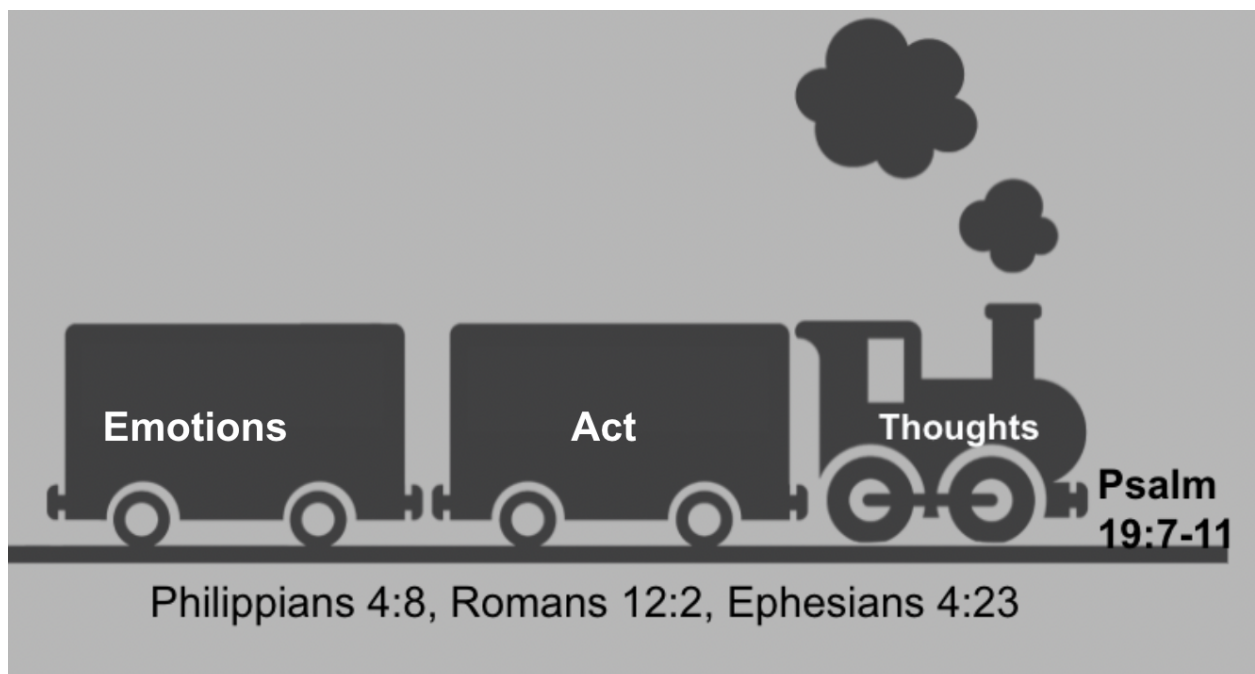 Emotions
Act
Thoughts
Psalm
19:7-11
Philippians 4:8, Romans 12:2, Ephesians 4:23